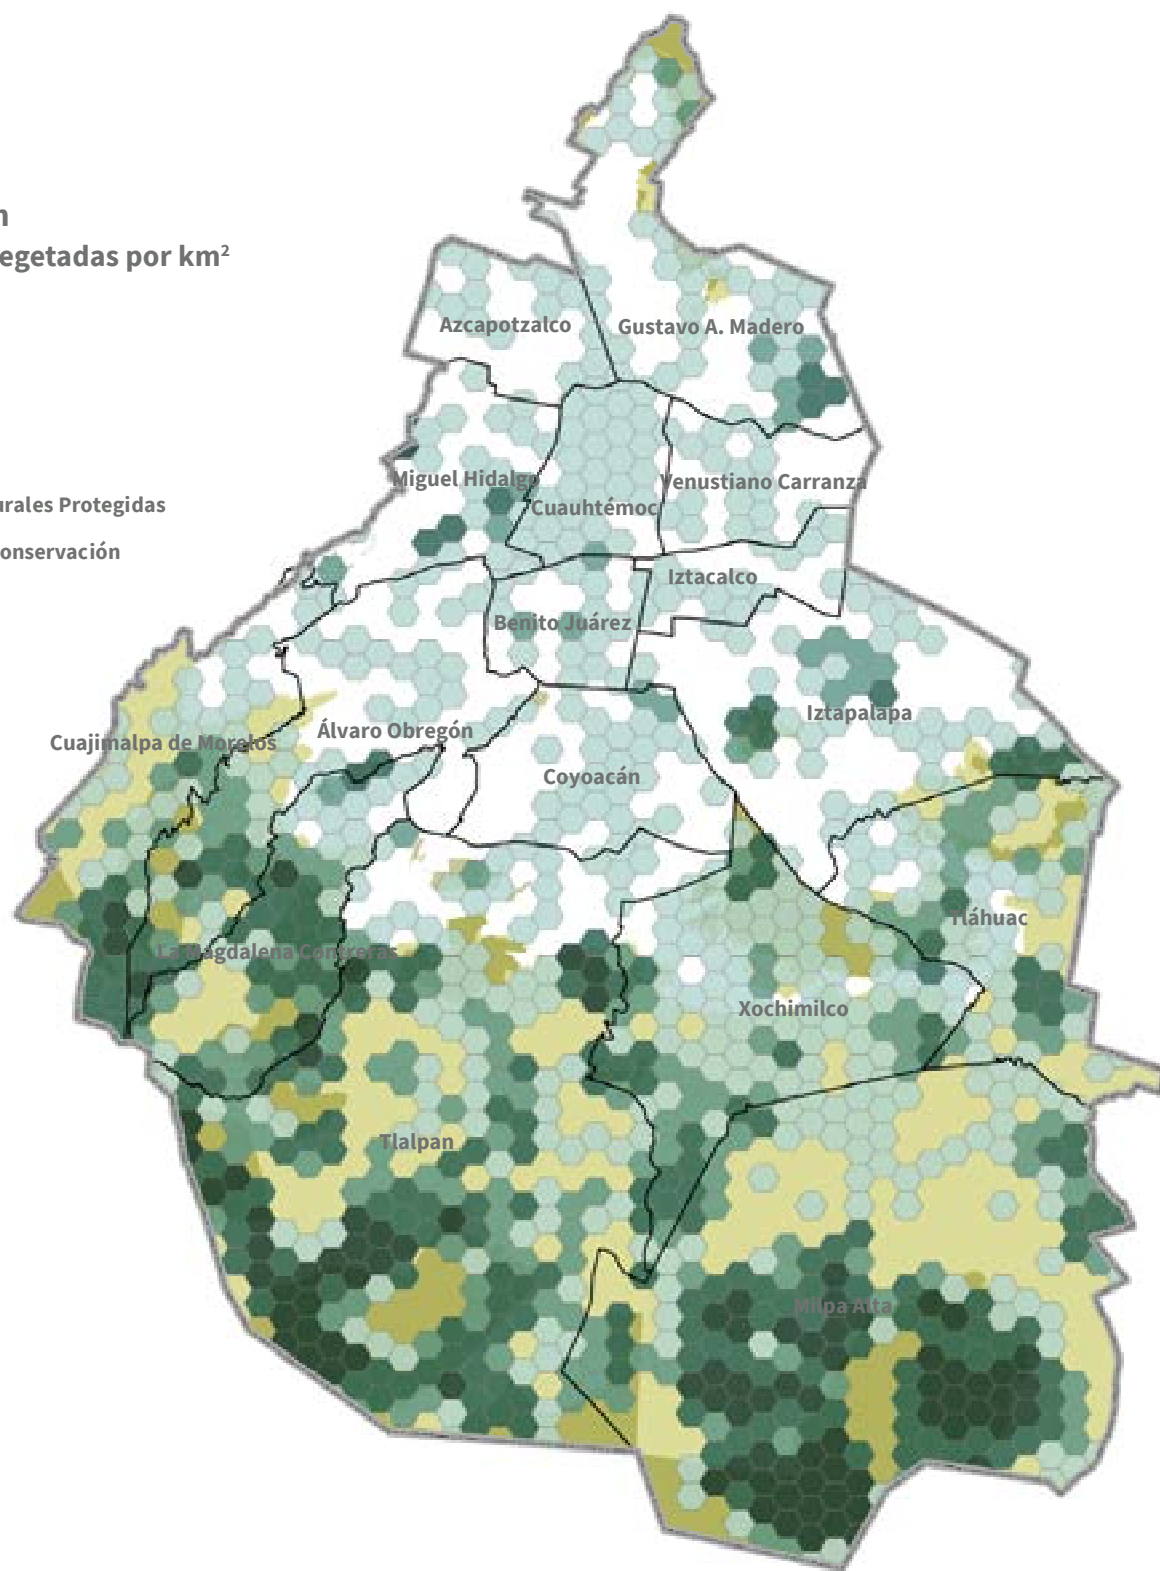 n
egetadas por km²
Azcapotzalco
Gustavo A. Madero
Miguel Hidalgo
Venustiano Carranza
urales Protegidas
Cuauhtémoc
onservación
Iztacalco
Benito Juárez
Iztapalapa
Álvaro Obregón
Cuajimalpa de Morelos
Coyoacán
Tláhuac
La Magdalena Contreras
Xochimilco
Tlalpan
Milpa Alta